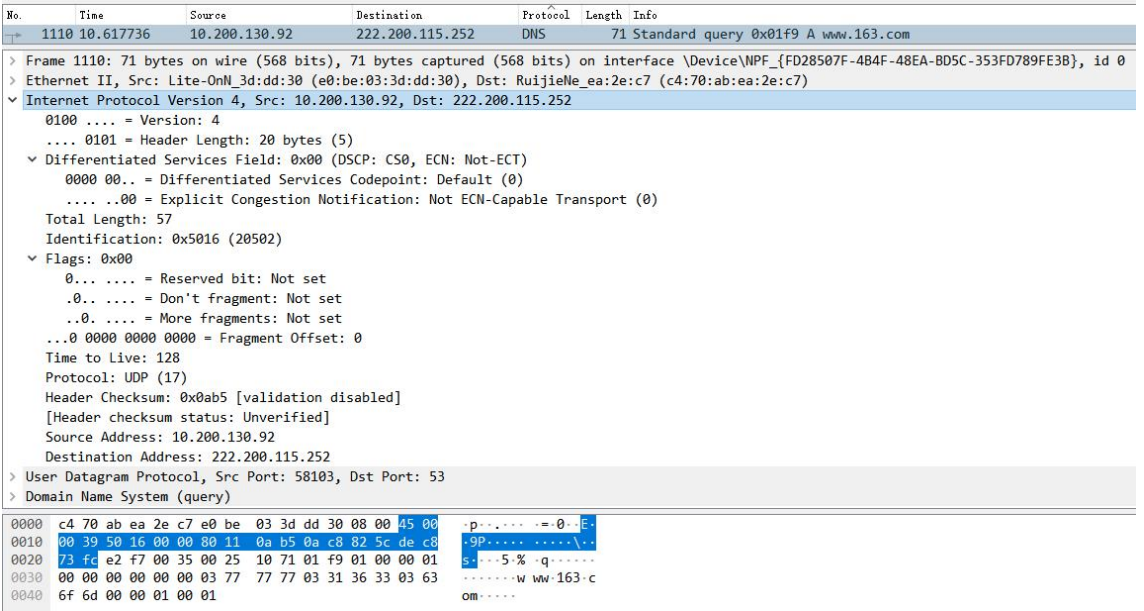 No. Time Source Destination Protocol Length Info
1110 10.617736 10.200.130.92 222.200.115.252 DNS 71 Standard query 0x01f9 A www.163.com
Frame 1110: 71 bytes on wire (568 bits), 71 bytes captured (568 bits) on interface \Device\NPF_{FD28507F-4B4F-48EA-BD5C-353FD789FE3B}, id 0
Ethernet II, Src: Lite-OnN_3d:dd:30 (e0:be:03:3d:dd:30), Dst: RuijieNe_ea:2e:c7 (c4:70:ab:ea:2e:c7)
Internet Protocol Version 4, Src: 10.200.130.92, Dst: 222.200.115.252
0100 .... = Version: 4
.... 0101 = Header Length: 20 bytes (5)
Differentiated Services Field: 0x00 (DSCP: CS0, ECN: Not-ECT)
0000 00.. = Differentiated Services Codepoint: Default (0)
.... ..00 = Explicit Congestion Notification: Not ECN-Capable Transport (0)
Total Length: 57
Identification: 0x5016 (20502)
Flags: 0x00
0... .... = Reserved bit: Not set
.0.. .... = Don't fragment: Not set
..0. .... = More fragments: Not set
...0 0000 0000 0000 = Fragment Offset: 0
Time to Live: 128
Protocol: UDP (17)
Header Checksum: 0x0ab5 [validation disabled]
[Header checksum status: Unverified]
Source Address: 10.200.130.92
Destination Address: 222.200.115.252
User Datagram Protocol, Src Port: 58103, Dst Port: 53
Domain Name System (query)
0000 c4 70 ab ea 2e c7 e0 be 03 3d dd 30 08 00 45 00 ·p··.··· ·=·0··E·
0010 00 39 50 16 00 00 80 11 0a b5 0a c8 82 5c de c8 ·9P····· ·····\··
0020 73 fc e2 f7 00 35 00 25 10 71 01 f9 01 00 00 01 s····5·% ·q······
0030 00 00 00 00 00 00 03 77 77 77 03 31 36 33 03 63 ·······w ww·163·c
0040 6f 6d 00 00 01 00 01 om·····